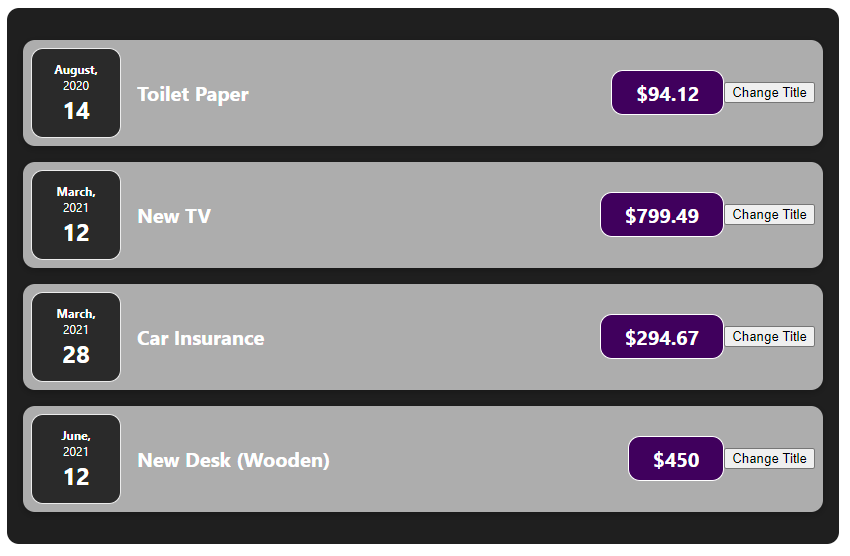 August,
2020
14
Toilet Paper
$94.12
Change Title
March,
2021
12
New TV
$799.49
Change Title
March,
2021
28
Car Insurance
$294.67
Change Title
June,
2021
12
New Desk (Wooden)
$450
Change Title